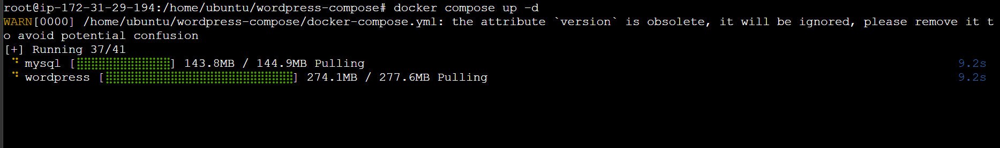 root@ip-172-31-29-194:/home/ubuntu/wordpress-compose# docker compose up -d
WARN[0000] /home/ubuntu/wordpress-compose/docker-compose.yml: the attribute `version` is obsolete, it will be ignored, please remove it t
o avoid potential confusion
[+] Running 37/41
mysql [⣿⣿⣿⣿⣿⣿⣿⣿⣿⣿⣿⣿⣿] 143.8MB / 144.9MB Pulling 9.2s
wordpress [⣿⣿⣿⣿⣿⣿⣿⣿⣿⣿⣿⣿⣿⣿⣿⣿⣿⣿⣿⣿⣿⣿⣿⣿⣿⣿] 274.1MB / 277.6MB Pulling 9.2s